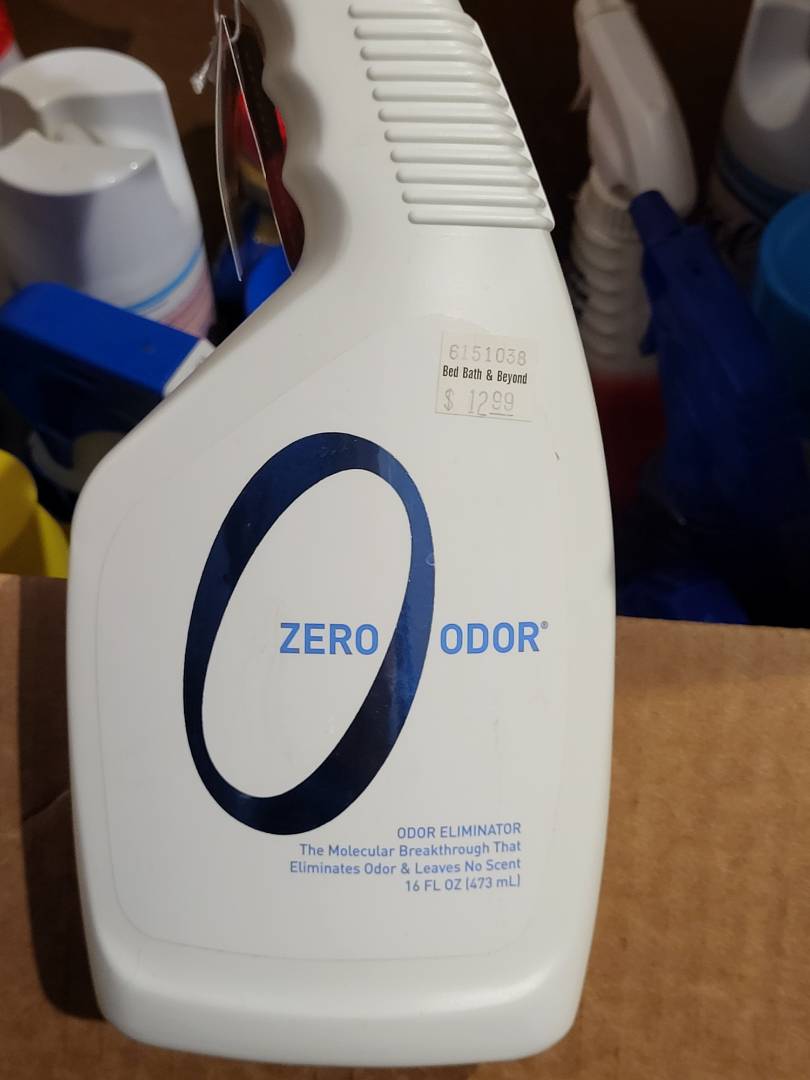 6151038
Bed Bath & Beyond
$ 12.99
ZERO ODOR®
ODOR ELIMINATOR
The Molecular Breakthrough That
Eliminates Odor & Leaves No Scent
16 FL OZ (473 mL)